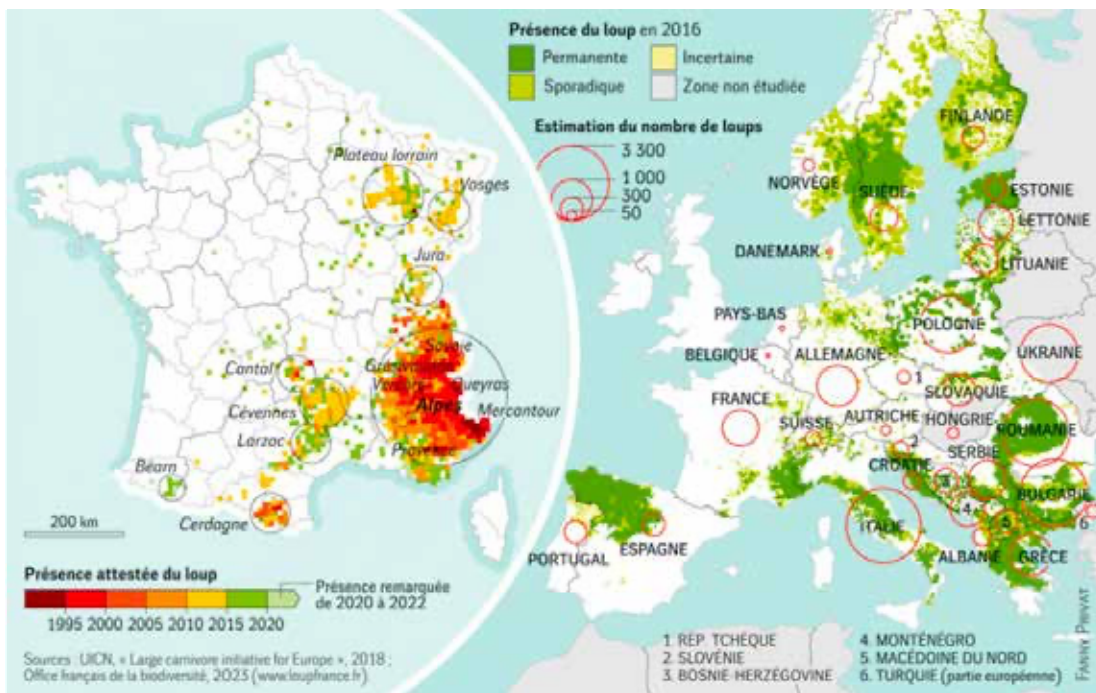 Présence du loup en 2016
Permanente
Incertaine
Sporadique
Zone non étudiée
Estimation du nombre de loups
3 300
1 000
300
50
Plateau lorrain
Vosges
Jura
Savoie
Vercors
Queyras
Alpes
Mercantour
Provence
Cantal
Cévennes
Larzac
Béarn
Cerdagne
200 km
Présence attestée du loup
Présence remarquée
de 2020 à 2022
1995 2000 2005 2010 2015 2020
Sources : UICN, « Large carnivore initiative for Europe », 2018 ;
Office français de la biodiversité, 2023 (www.loupfrance.fr).
FINLANDE
NORVÈGE
SUÈDE
ESTONIE
LETTONIE
DANEMARK
LITUANIE
PAYS-BAS
POLOGNE
BELGIQUE
ALLEMAGNE
UKRAINE
1
SLOVAQUIE
FRANCE
AUTRICHE
HONGRIE
SUISSE
ROUMANIE
2
SERBIE
CROATIE
3
BULGARIE
ITALIE
4
5
6
PORTUGAL
ESPAGNE
ALBANIE
GRÈCE
1. RÉP. TCHÈQUE
2. SLOVÉNIE
3. BOSNIE-HERZÉGOVINE
4. MONTÉNÉGRO
5. MACÉDOINE DU NORD
6. TURQUIE (partie européenne)
FANNY PRIVAT